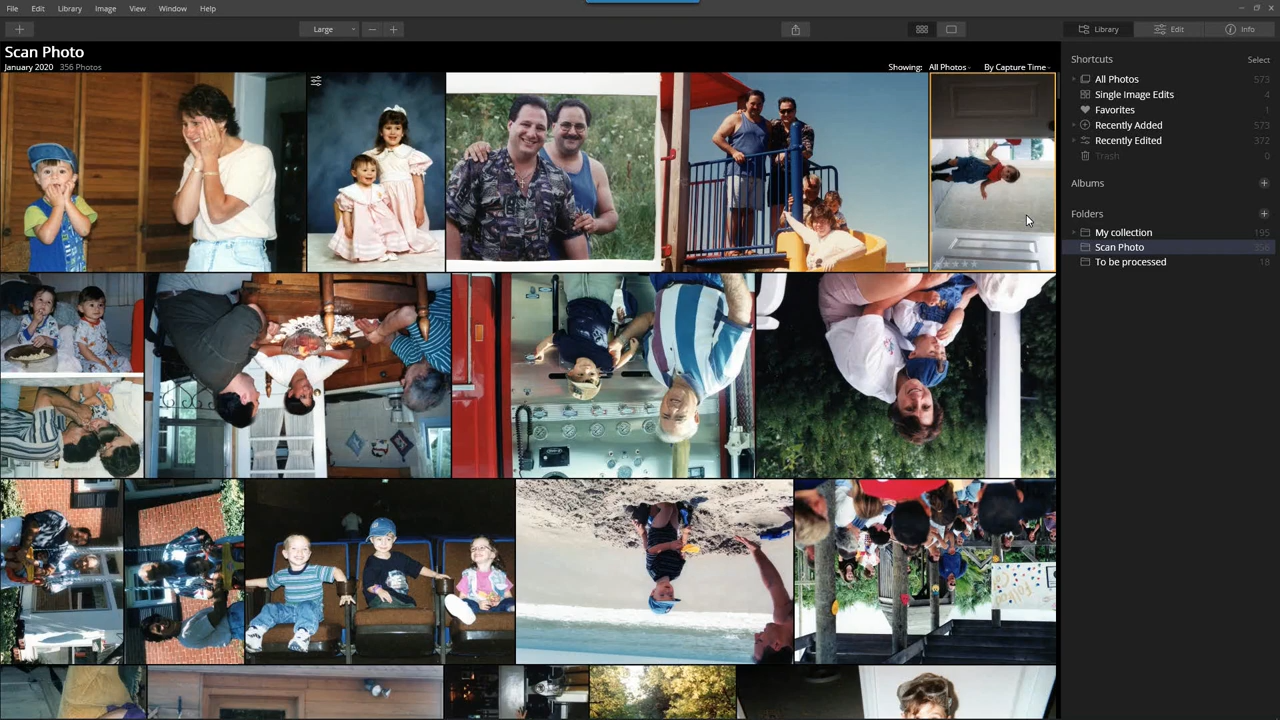 File Edit Library Image View Window Help
Large
Library Edit Info
Scan Photo
January 2020 356 Photos
Showing: All Photos By Capture Time
Shortcuts Select
All Photos 573
Single Image Edits 4
Favorites 1
Recently Added 573
Recently Edited 372
Trash 0
Albums
Folders
My collection 195
Scan Photo 356
To be processed 18